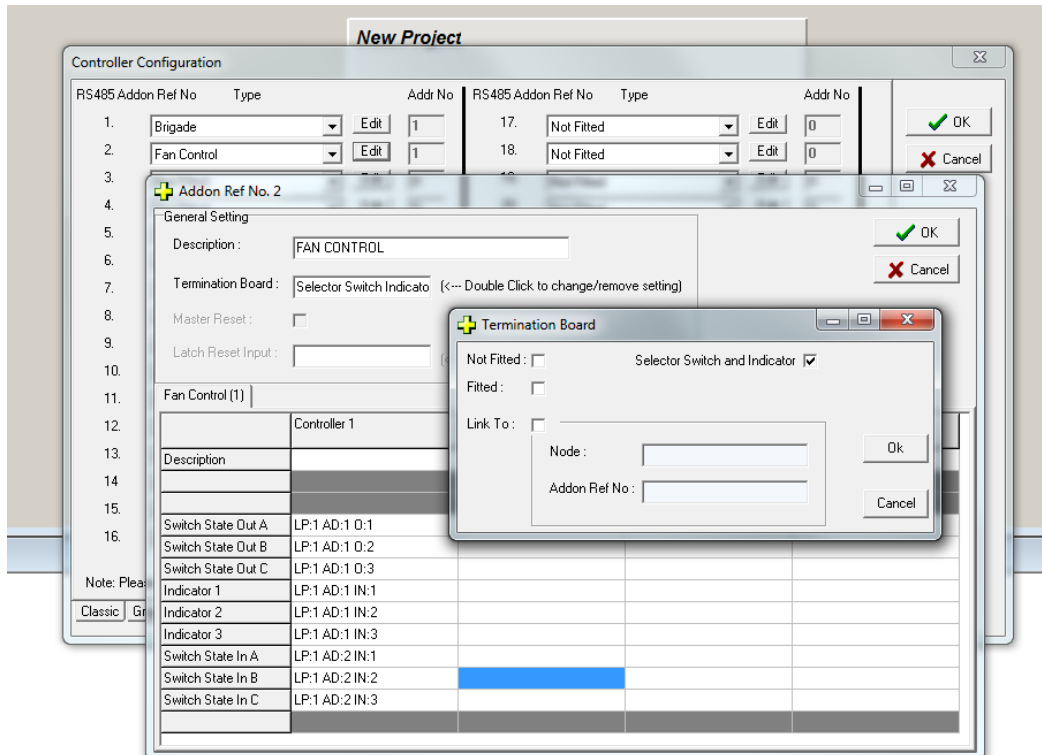 New Project
Controller Configuration
RS485 Addon Ref No Type Addr No RS485 Addon Ref No Type Addr No
1. Brigade Edit 1 17. Not Fitted Edit 0 OK
2. Fan Control Edit 1 18. Not Fitted Edit 0 Cancel
3.
Addon Ref No. 2
4.
General Setting
5. Description : FAN CONTROL OK
6. Cancel
7. Termination Board : Selector Switch Indicato (<--- Double Click to change/remove setting)
8. Master Reset :
9. Latch Reset Input :
10.
11. Fan Control (1)
12. Controller 1
13. Description
14
15.
16.
Termination Board
Not Fitted : Selector Switch and Indicator
Fitted :
Link To :
Node :
Ok
Addon Ref No :
Cancel
Switch State Out A LP:1 AD:1 O:1
Switch State Out B LP:1 AD:1 O:2
Switch State Out C LP:1 AD:1 O:3
Indicator 1 LP:1 AD:1 IN:1
Indicator 2 LP:1 AD:1 IN:2
Indicator 3 LP:1 AD:1 IN:3
Switch State In A LP:1 AD:2 IN:1
Switch State In B LP:1 AD:2 IN:2
Switch State In C LP:1 AD:2 IN:3
Note: Plea
Classic Gr